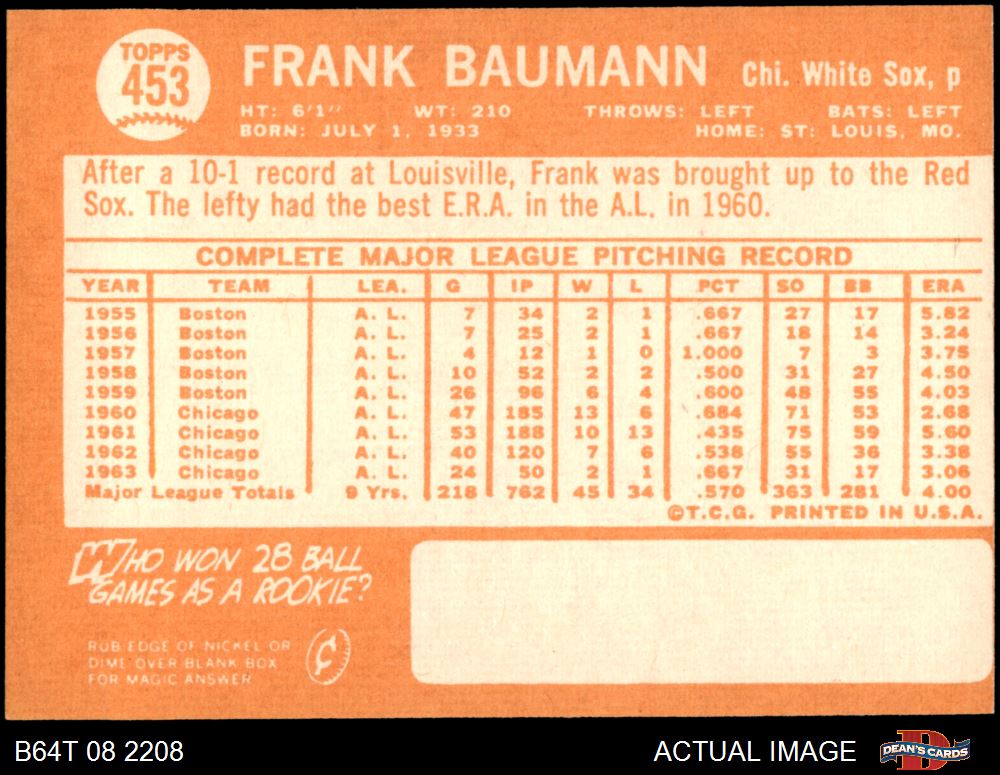 TOPPS
453
FRANK BAUMANN Chi. White Sox, p
HT: 6'1" WT: 210 THROWS: LEFT BATS: LEFT
BORN: JULY 1, 1933 HOME: ST: LOUIS, MO.
After a 10-1 record at Louisville, Frank was brought up to the Red
Sox. The lefty had the best E.R.A. in the A.L. in 1960.
COMPLETE MAJOR LEAGUE PITCHING RECORD
YEAR TEAM LEA. G IP W L PCT SO BB ERA
1955 Boston A. L. 7 34 2 1 .667 27 17 5.82
1956 Boston A. L. 7 25 2 1 .667 18 14 3.24
1957 Boston A. L. 4 12 1 0 1.000 7 3 3.75
1958 Boston A. L. 10 52 2 2 .500 31 27 4.50
1959 Boston A. L. 26 96 6 4 .600 48 55 4.03
1960 Chicago A. L. 47 185 13 6 .684 71 53 2.68
1961 Chicago A. L. 53 188 10 13 .435 75 59 5.60
1962 Chicago A. L. 40 120 7 6 .538 55 36 3.38
1963 Chicago A. L. 24 50 2 1 .667 31 17 3.06
Major League Totals 9 Yrs. 218 762 45 34 .570 363 281 4.00
©T.C.G. PRINTED IN U.S.A.
WHO WON 28 BALL
GAMES AS A ROOKIE?
RUB EDGE OF NICKEL OR
DIME OVER BLANK BOX
FOR MAGIC ANSWER
B64T 08 2208 ACTUAL IMAGE DEAN'S CARDS